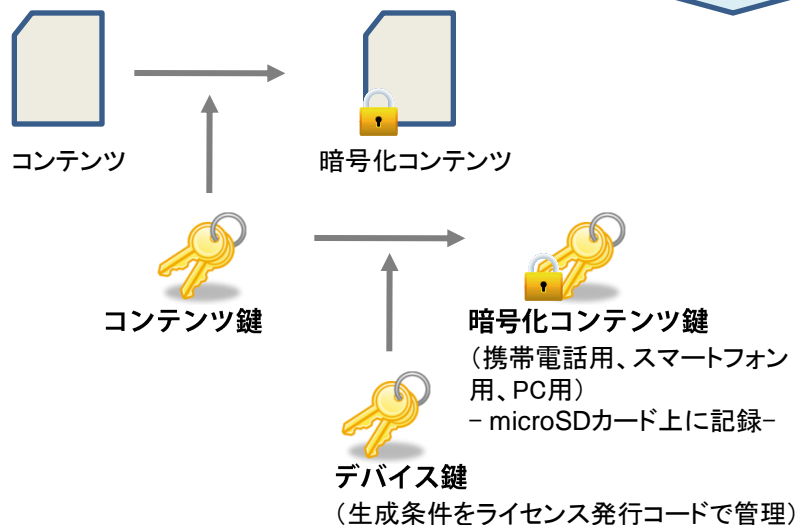 コンテンツ
暗号化コンテンツ
コンテンツ鍵
暗号化コンテンツ鍵
（携帯電話用、スマートフォン
用、PC用）
- microSDカード上に記録-
デバイス鍵
（生成条件をライセンス発行コードで管理）